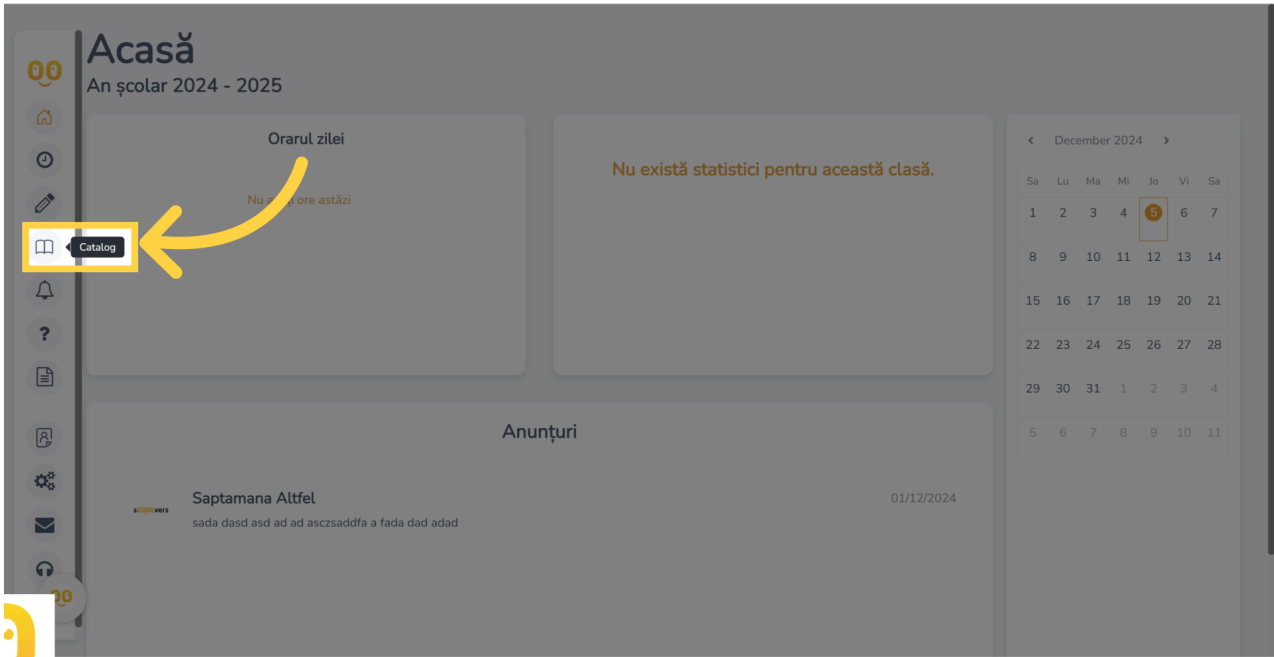 Acasă
An școlar 2024 - 2025
Orarul zilei
Nu ore astăzi
Nu există statistici pentru această clasă.
Catalog
December 2024
Sa Lu Ma Mi Jo Vi Sa
1 2 3 4 5 6 7
8 9 10 11 12 13 14
15 16 17 18 19 20 21
22 23 24 25 26 27 28
29 30 31 1 2 3 4
5 6 7 8 9 10 11
Anunțuri
Saptamana Altfel
01/12/2024
sada dasd asd ad ad asczsaddfa a fada dad adad